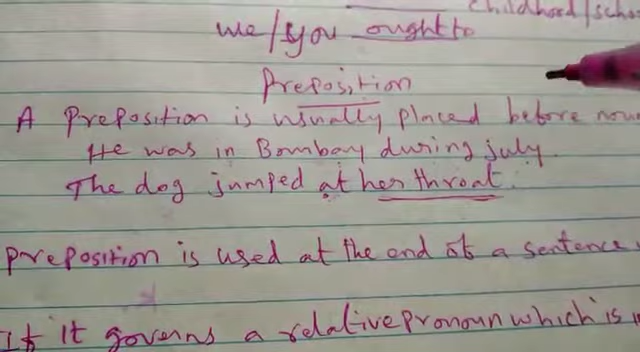 childhood/scho
we/you ought to
Preposition
A preposition is usually placed before noun
He was in Bombay during july.
The dog jumped at her throat.
preposition is used at the end of a sentence
If it governs a relative pronoun which is